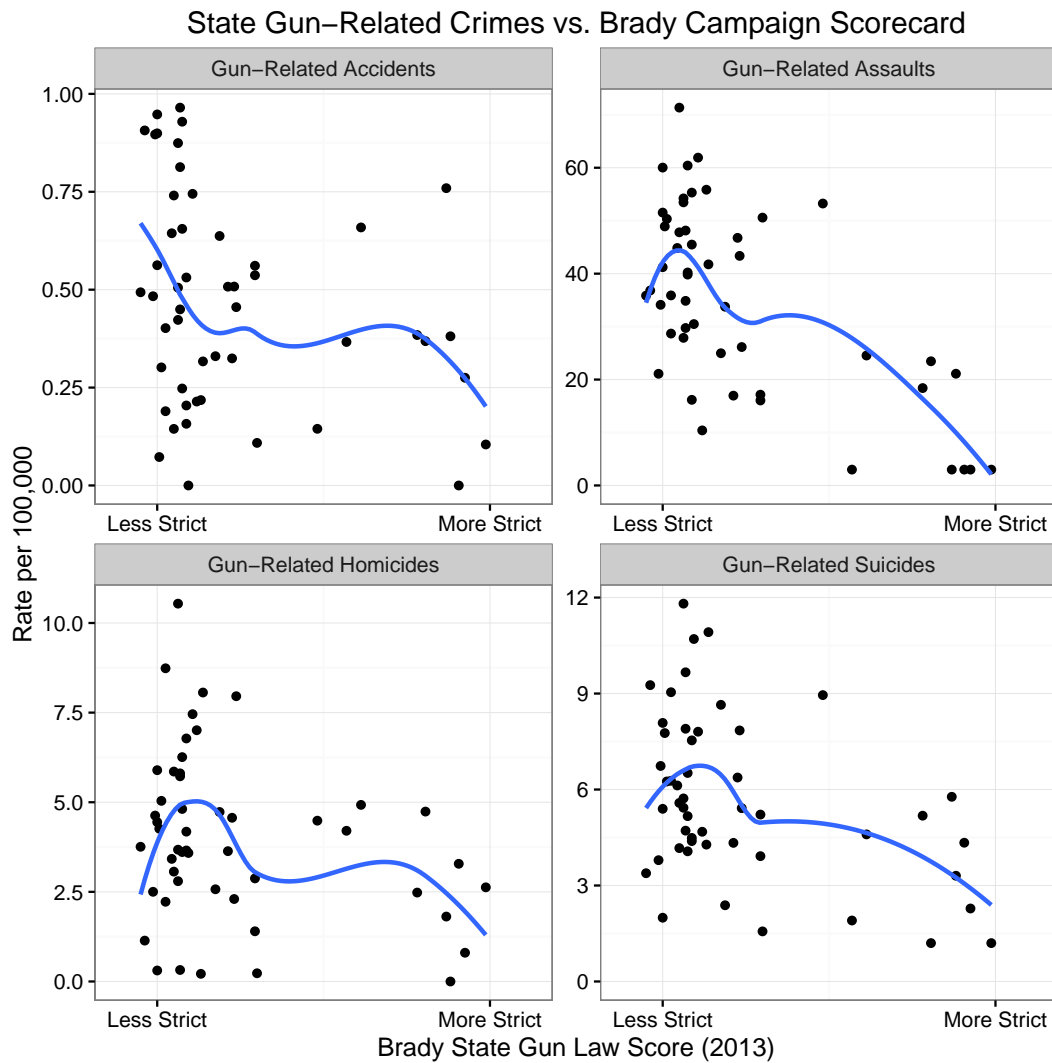 State Gun−Related Crimes vs. Brady Campaign Scorecard
Gun−Related Accidents
Gun−Related Assaults
1.00
0.75
0.50
0.25
0.00
60
40
20
0
Less Strict
More Strict
Less Strict
More Strict
Rate per 100,000
Gun−Related Homicides
Gun−Related Suicides
10.0
7.5
5.0
2.5
0.0
12
9
6
3
0
Less Strict
More Strict
Less Strict
More Strict
Brady State Gun Law Score (2013)